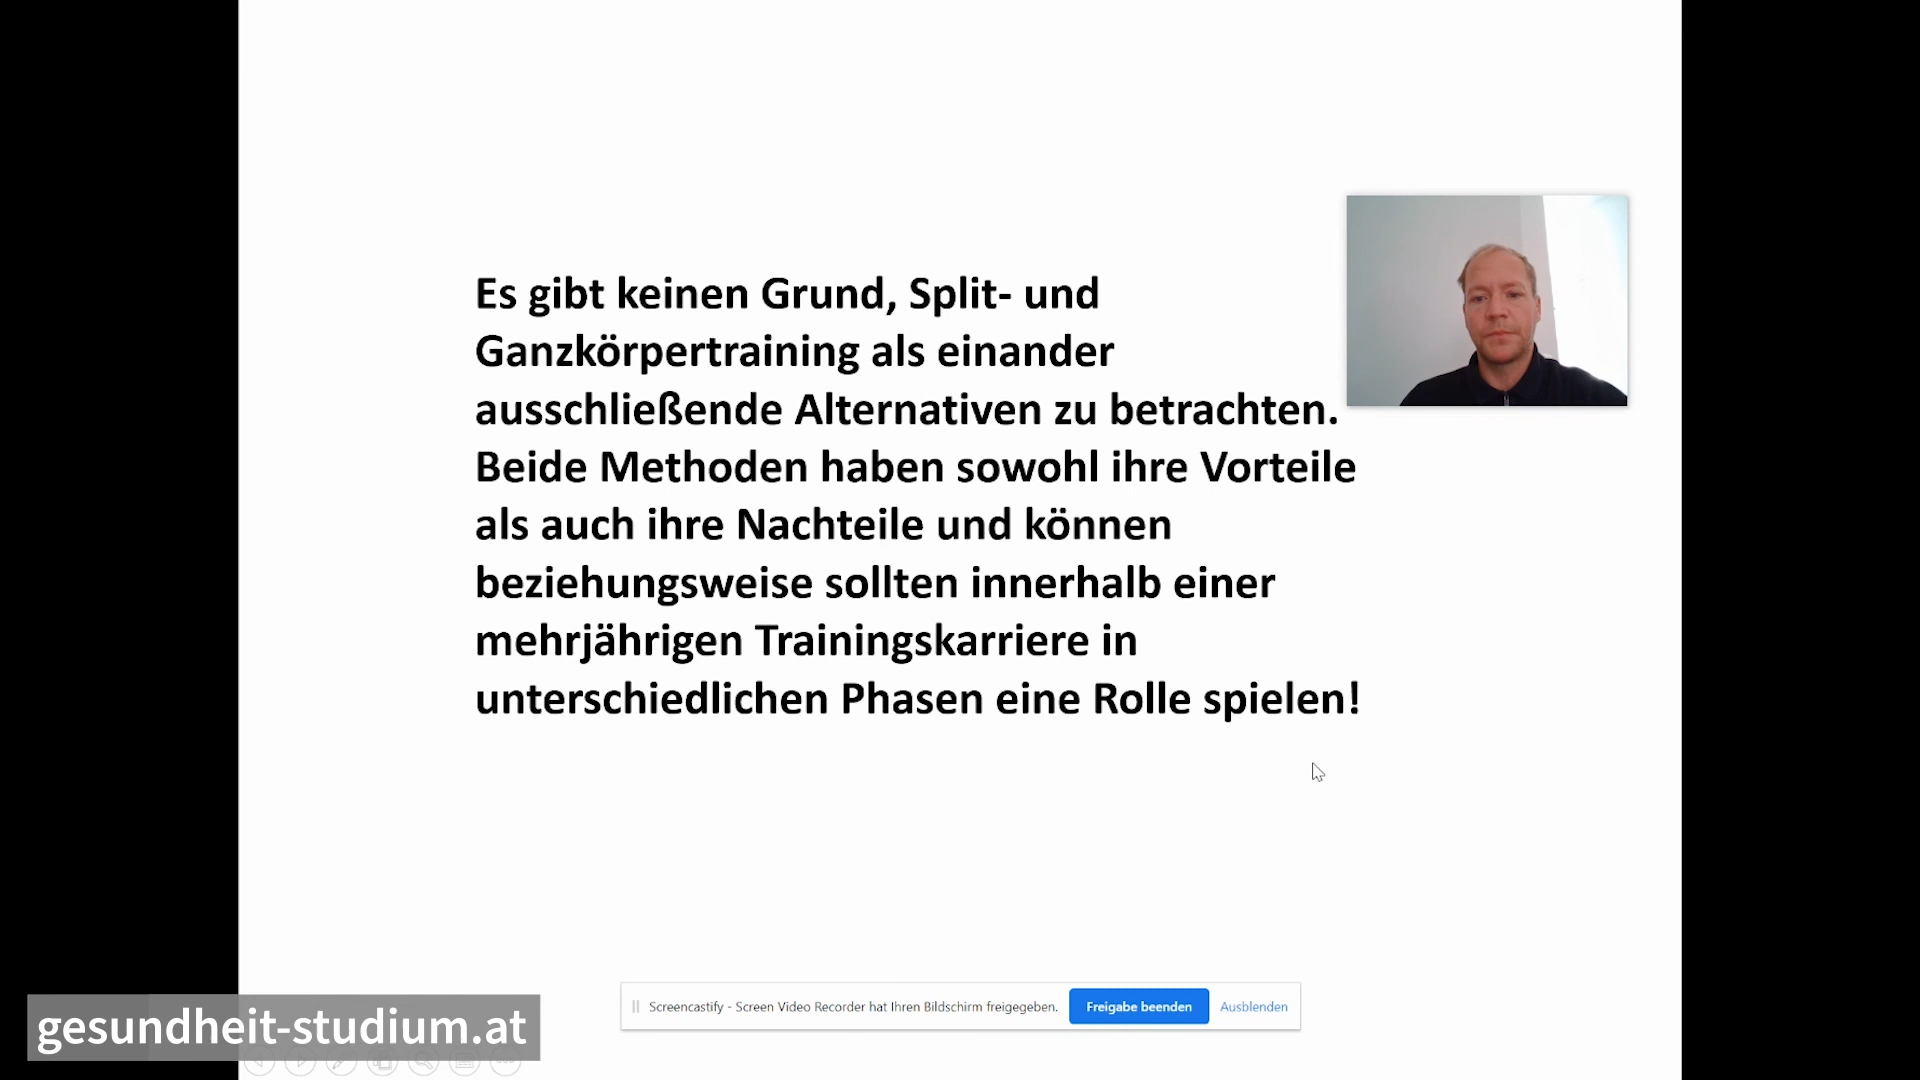 Es gibt keinen Grund, Split- und
Ganzkörpertraining als einander
ausschließende Alternativen zu betrachten.
Beide Methoden haben sowohl ihre Vorteile
als auch ihre Nachteile und können
beziehungsweise sollten innerhalb einer
mehrjährigen Trainingskarriere in
unterschiedlichen Phasen eine Rolle spielen!
Screencastify - Screen Video Recorder hat Ihren Bildschirm freigegeben. Freigabe beenden Ausblenden
gesundheit-studium.at